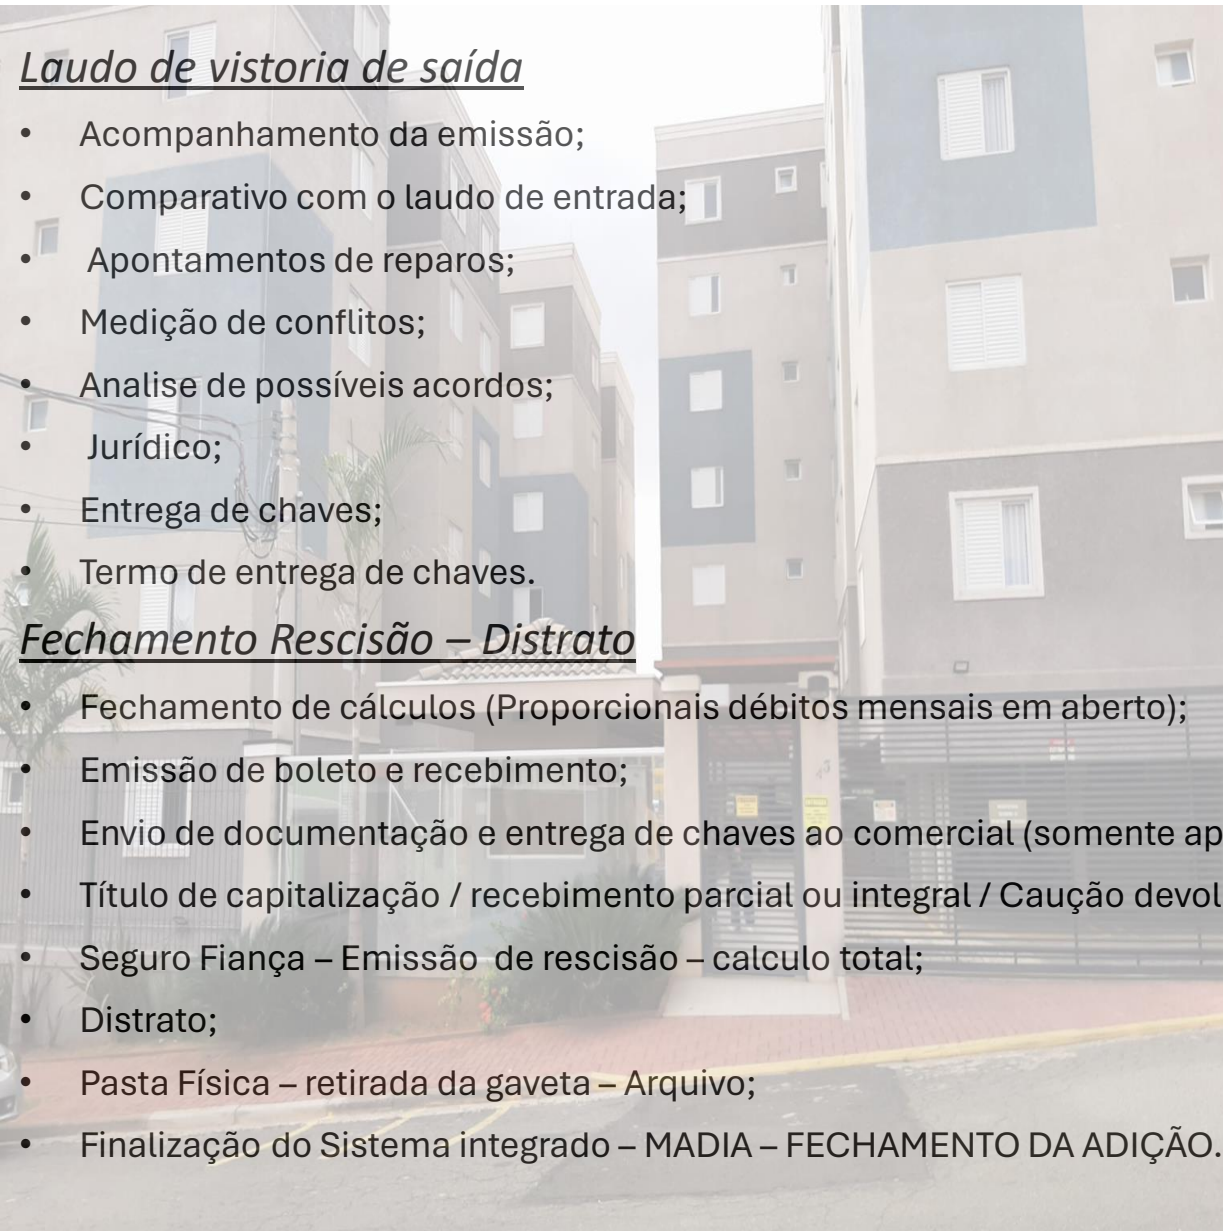 Laudo de vistoria de saída
• Acompanhamento da emissão;
• Comparativo com o laudo de entrada;
• Apontamentos de reparos;
• Medição de conflitos;
• Analise de possíveis acordos;
• Jurídico;
• Entrega de chaves;
• Termo de entrega de chaves.
Fechamento Rescisão – Distrato
• Fechamento de cálculos (Proporcionais débitos mensais em aberto);
• Emissão de boleto e recebimento;
• Envio de documentação e entrega de chaves ao comercial (somente ap
• Título de capitalização / recebimento parcial ou integral / Caução devol
• Seguro Fiança – Emissão de rescisão – calculo total;
• Distrato;
• Pasta Física – retirada da gaveta – Arquivo;
• Finalização do Sistema integrado – MADIA – FECHAMENTO DA ADIÇÃO.